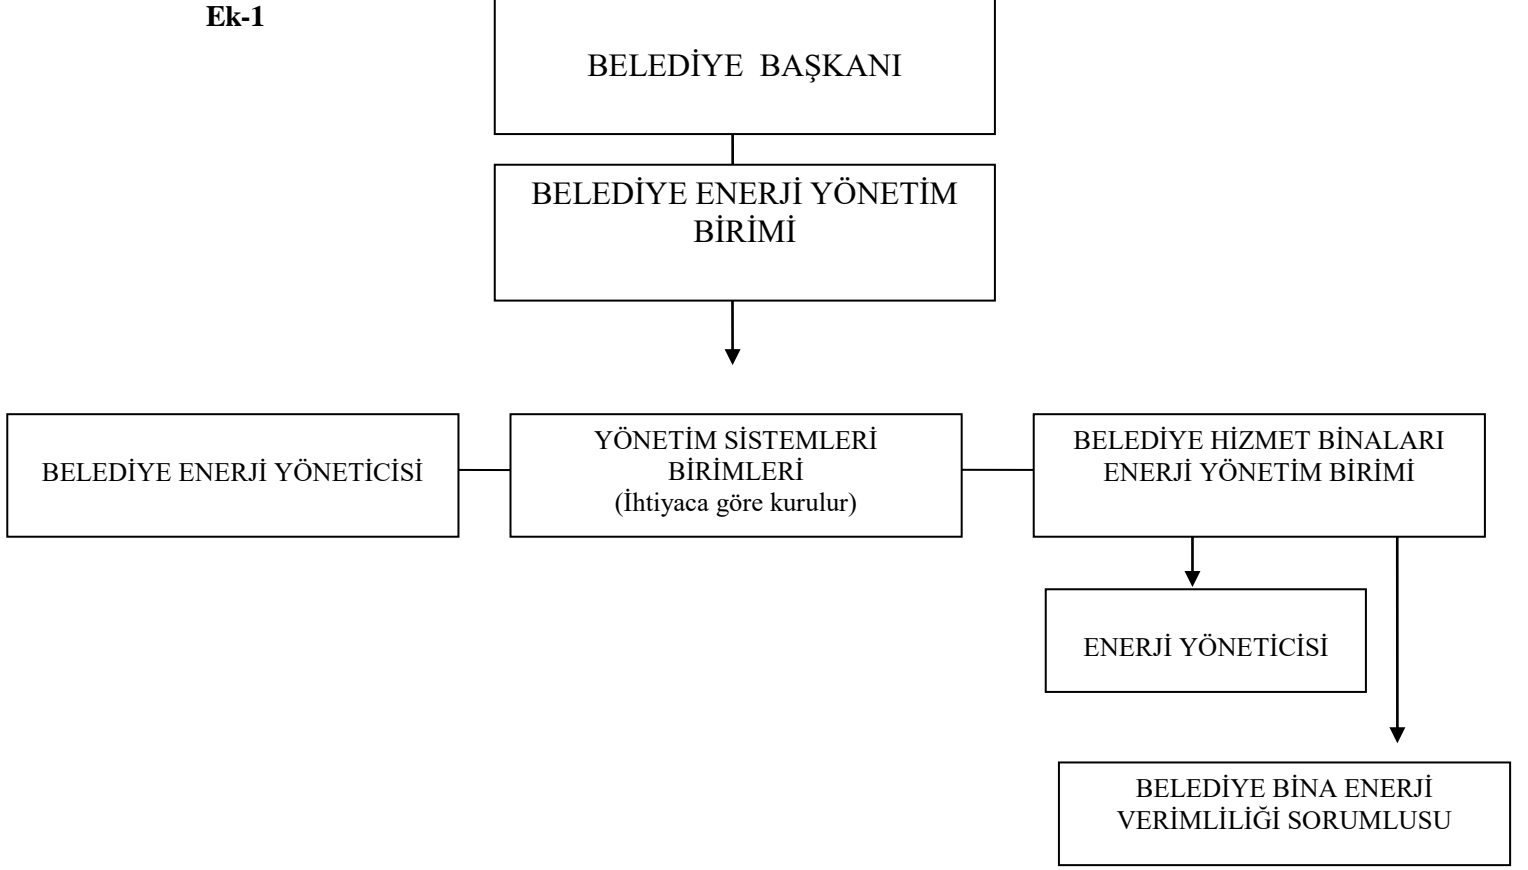 Ek-1
BELEDİYE BAŞKANI
BELEDİYE ENERJİ YÖNETİM
BİRİMİ
BELEDİYE ENERJİ YÖNETİCİSİ
YÖNETİM SİSTEMLERİ
BİRİMLERİ
(İhtiyaca göre kurulur)
BELEDİYE HİZMET BİNALARI
ENERJİ YÖNETİM BİRİMİ
ENERJİ YÖNETİCİSİ
BELEDİYE BİNA ENERJİ
VERİMLİLİĞİ SORUMLUSU